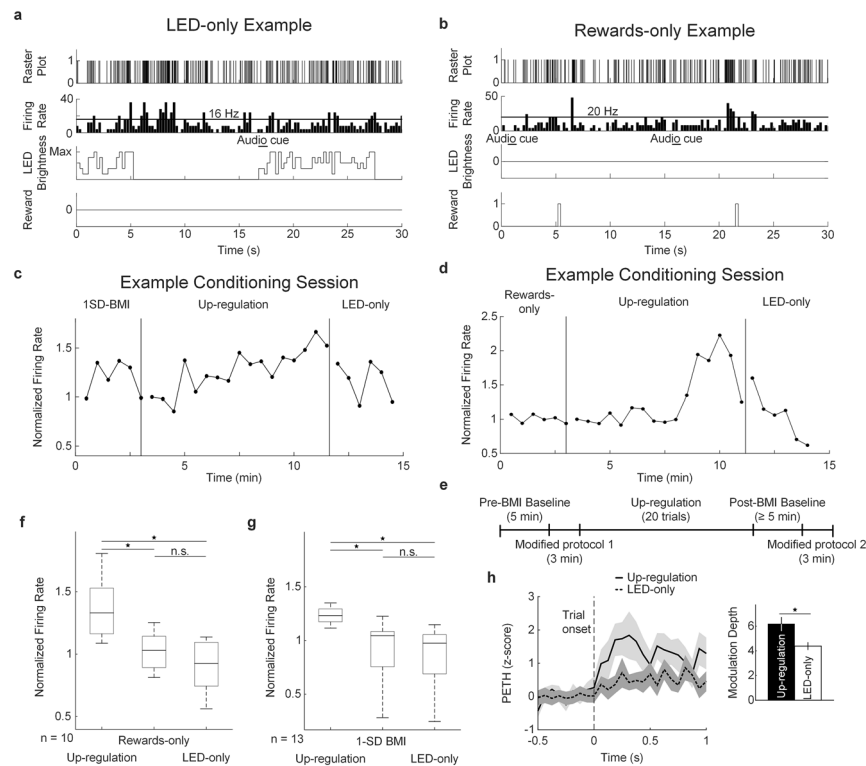 a
LED-only Example
Raster
Plot
1
0
Firing
Rate
40
20
0
16 Hz
Audio cue
LED
Brightness
Max
Reward
0
0 5 10 15 20 25 30
Time (s)
b
Rewards-only Example
Raster
Plot
1
0
Firing
Rate
50
0
20 Hz
Audio cue
Audio cue
LED
Brightness
0
Reward
1
0
0 5 10 15 20 25 30
Time (s)
c
Example Conditioning Session
1SD-BMI
Up-regulation
LED-only
Normalized Firing Rate
1.5
1
0.5
0 5 10 15
Time (min)
d
Example Conditioning Session
Rewards-
only
Up-regulation
LED-only
Normalized Firing Rate
2.5
2.0
1.5
1
0.5
0 5 10 15
Time (min)
e
Pre-BMI Baseline
(5 min)
Up-regulation
(20 trials)
Post-BMI Baseline
(≥ 5 min)
Modified protocol 1
(3 min)
Modified protocol 2
(3 min)
f
Normalized Firing Rate
1.5
1
0.5
*
*
n.s.
n = 10
Up-regulation
Rewards-only
LED-only
g
Normalized Firing Rate
1.5
1
0.5
*
*
n.s.
n = 13
Up-regulation
1-SD BMI
LED-only
h
Up-regulation
LED-only
Trial
onset
PETH (z-score)
3
2
1
0
-1
-0.5 0 0.5 1
Time (s)
Modulation Depth
6
4
2
0
*
Up-regulation
LED-only